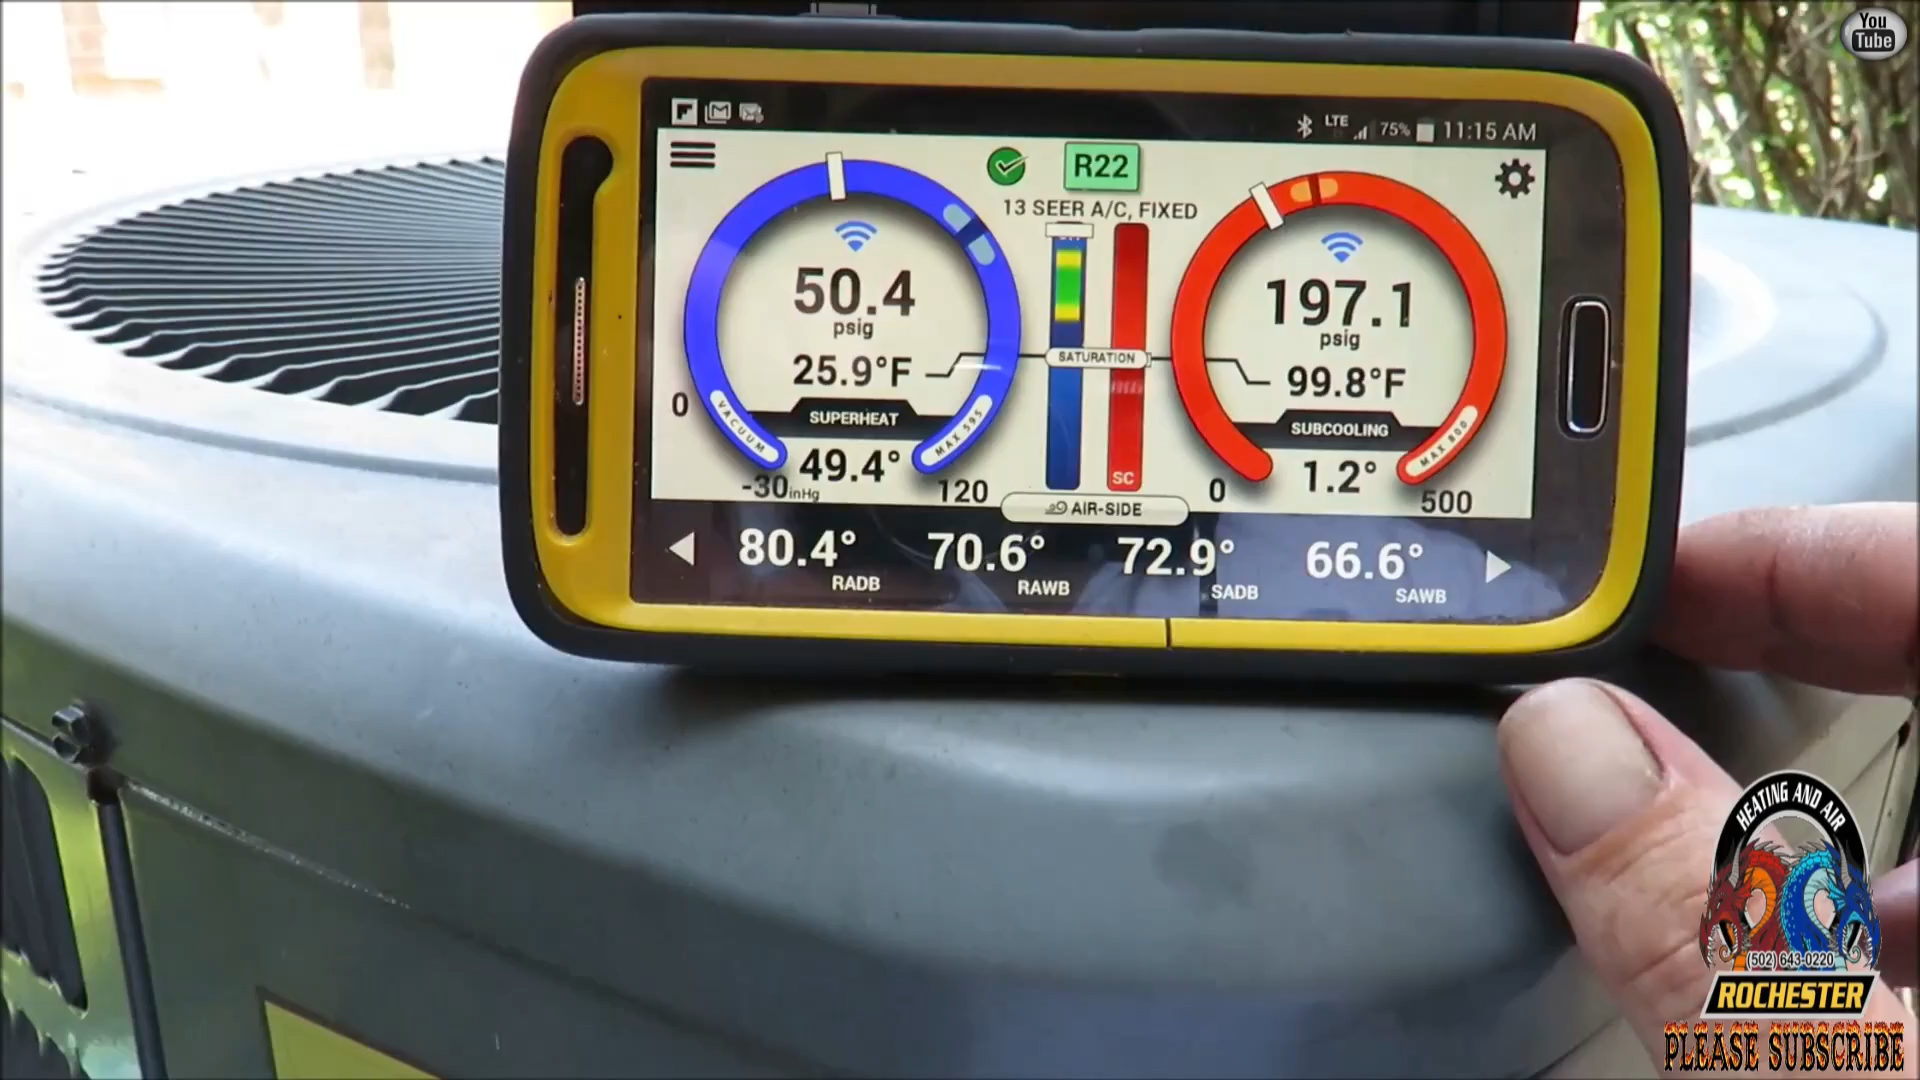 You
Tube
LTE 75% 11:15 AM
R22
13 SEER A/C, FIXED
50.4
psig
25.9°F
SUPERHEAT
49.4°
0
VACUUM
-30inHg
MAX 595
120
SATURATION
SC
197.1
psig
99.8°F
SUBCOOLING
1.2°
0
MAX 800
500
AIR-SIDE
80.4° 70.6° 72.9° 66.6°
RADB RAWB SADB SAWB
HEATING AND AIR
(502) 643-0220
ROCHESTER
PLEASE SUBSCRIBE